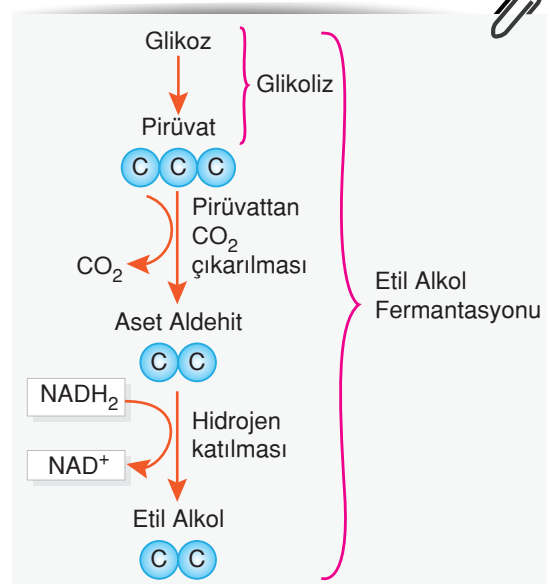 Glikoz
Glikoliz
Pirüvat
C C C
Pirüvattan
CO₂
çıkarılması
CO₂
Etil Alkol
Fermantasyonu
Aset Aldehit
C C
NADH₂
Hidrojen
katılması
NAD⁺
Etil Alkol
C C